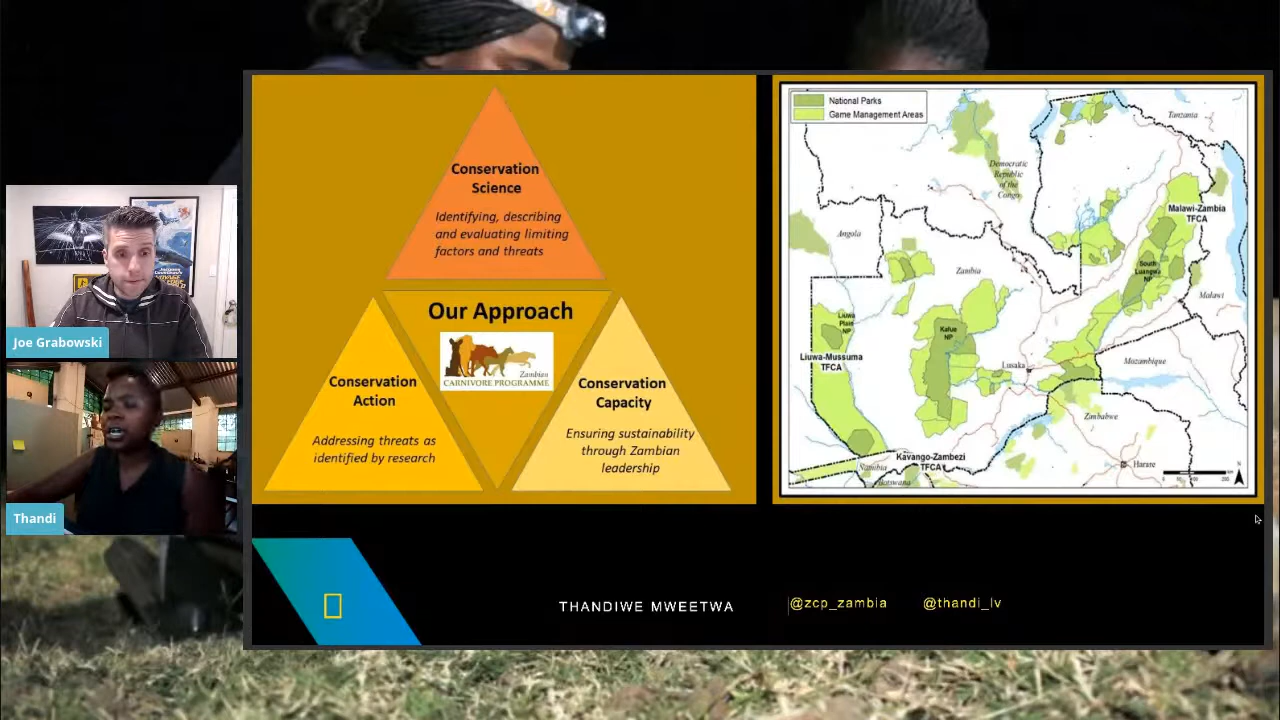 Joe Grabowski
Thandi
Conservation
Science
Identifying, describing
and evaluating limiting
factors and threats
Our Approach
Zambian
CARNIVORE PROGRAMME
Conservation
Action
Addressing threats as
identified by research
Conservation
Capacity
Ensuring sustainability
through Zambian
leadership
National Parks
Game Management Areas
Tanzania
Democratic
Republic
of the
Congo
Malawi-Zambia
TFCA
Angola
Zambia
South
Luangwa
NP
Malawi
Liuwa
Plain
NP
Kafue
NP
Liuwa-Mussuma
TFCA
Lusaka
Mozambique
Zimbabwe
Kavango-Zambezi
TFCA
Namibia
Botswana
Harare
N
THANDIWE MWEETWA
@zcp_zambia
@thandi_lv